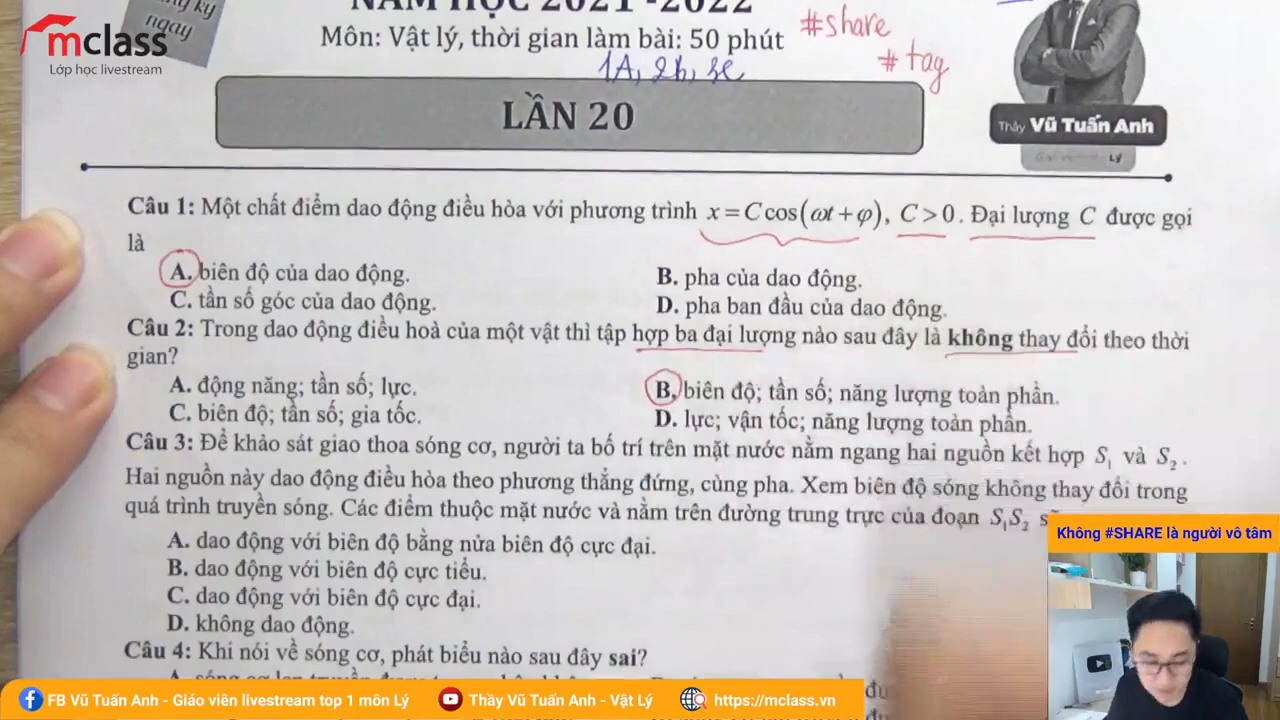 ngay
mclass
Lớp học livestream
NĂM HỌC 2021 -2022
Môn: Vật lý, thời gian làm bài: 50 phút
#share
#tag
1A, 2b, 3c
LẦN 20
Thầy Vũ Tuấn Anh
Lý
Câu 1: Một chất điểm dao động điều hòa với phương trình x = C cos(ωt + φ), C > 0. Đại lượng C được gọi
là
A. biên độ của dao động. B. pha của dao động.
C. tần số góc của dao động. D. pha ban đầu của dao động.
Câu 2: Trong dao động điều hoà của một vật thì tập hợp ba đại lượng nào sau đây là không thay đổi theo thời
gian?
A. động năng; tần số; lực. B. biên độ; tần số; năng lượng toàn phần.
C. biên độ; tần số; gia tốc. D. lực; vận tốc; năng lượng toàn phần.
Câu 3: Để khảo sát giao thoa sóng cơ, người ta bố trí trên mặt nước nằm ngang hai nguồn kết hợp S₁ và S₂.
Hai nguồn này dao động điều hòa theo phương thẳng đứng, cùng pha. Xem biên độ sóng không thay đổi trong
quá trình truyền sóng. Các điểm thuộc mặt nước và nằm trên đường trung trực của đoạn S₁S₂
A. dao động với biên độ bằng nửa biên độ cực đại.
B. dao động với biên độ cực tiểu.
C. dao động với biên độ cực đại.
D. không dao động.
Câu 4: Khi nói về sóng cơ, phát biểu nào sau đây sai?
Không #SHARE là người vô tâm
FB Vũ Tuấn Anh - Giáo viên livestream top 1 môn Lý Thầy Vũ Tuấn Anh - Vật Lý https://mclass.vn